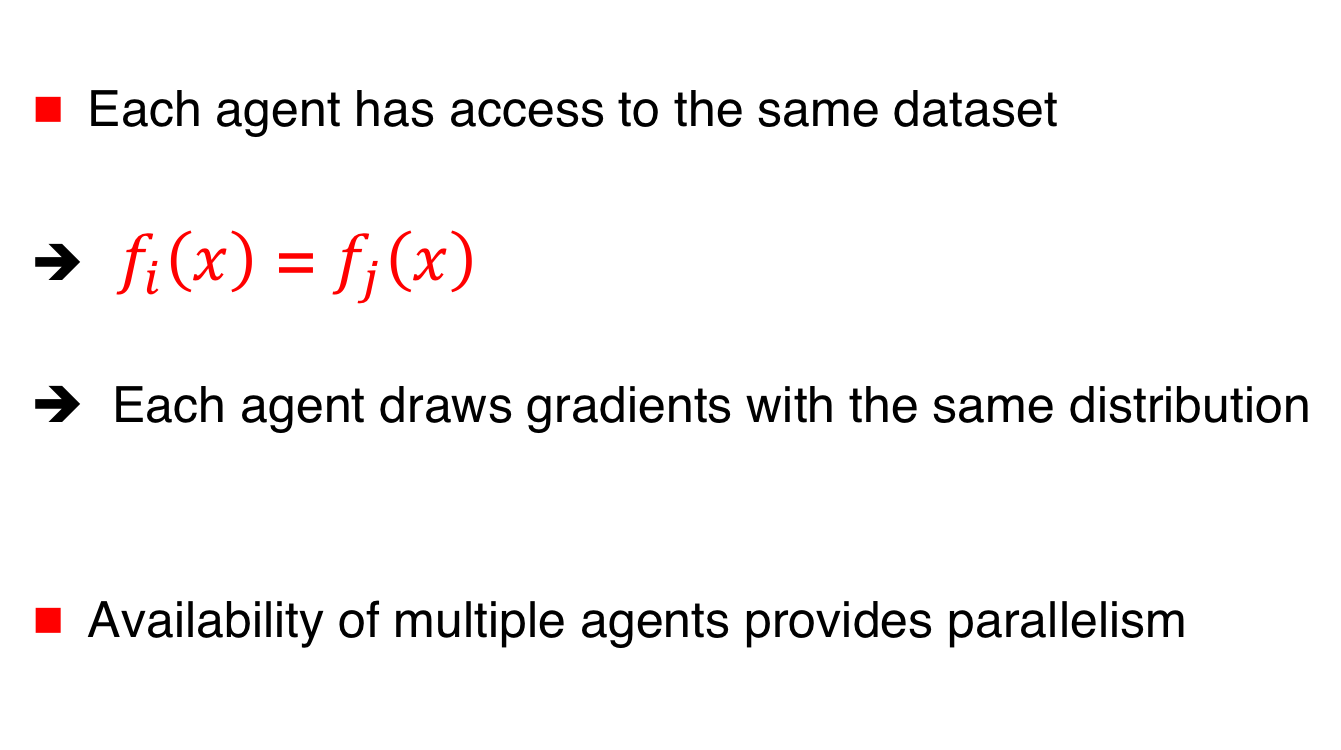 ■ Each agent has access to the same dataset
➔ fᵢ(x) = fⱼ(x)
➔ Each agent draws gradients with the same distribution
■ Availability of multiple agents provides parallelism